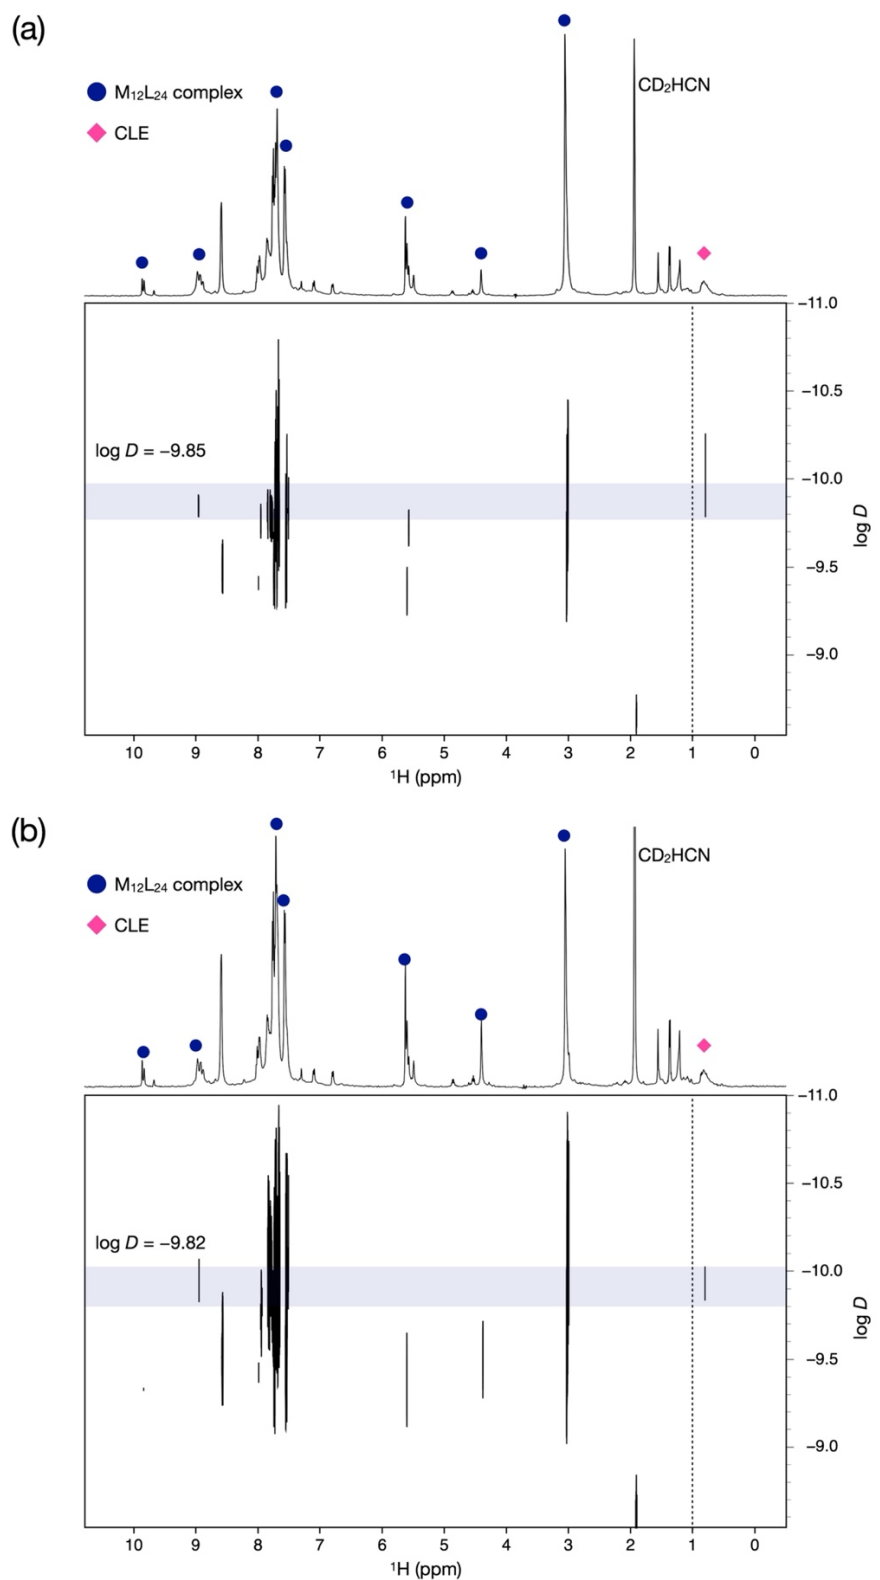 (a)
M₁₂L₂₄ complex
CLE
CD₂HCN
log D = −9.85
−11.0
−10.5
−10.0
−9.5
−9.0
log D
10 9 8 7 6 5 4 3 2 1 0
¹H (ppm)
(b)
M₁₂L₂₄ complex
CLE
CD₂HCN
log D = −9.82
−11.0
−10.5
−10.0
−9.5
−9.0
log D
10 9 8 7 6 5 4 3 2 1 0
¹H (ppm)